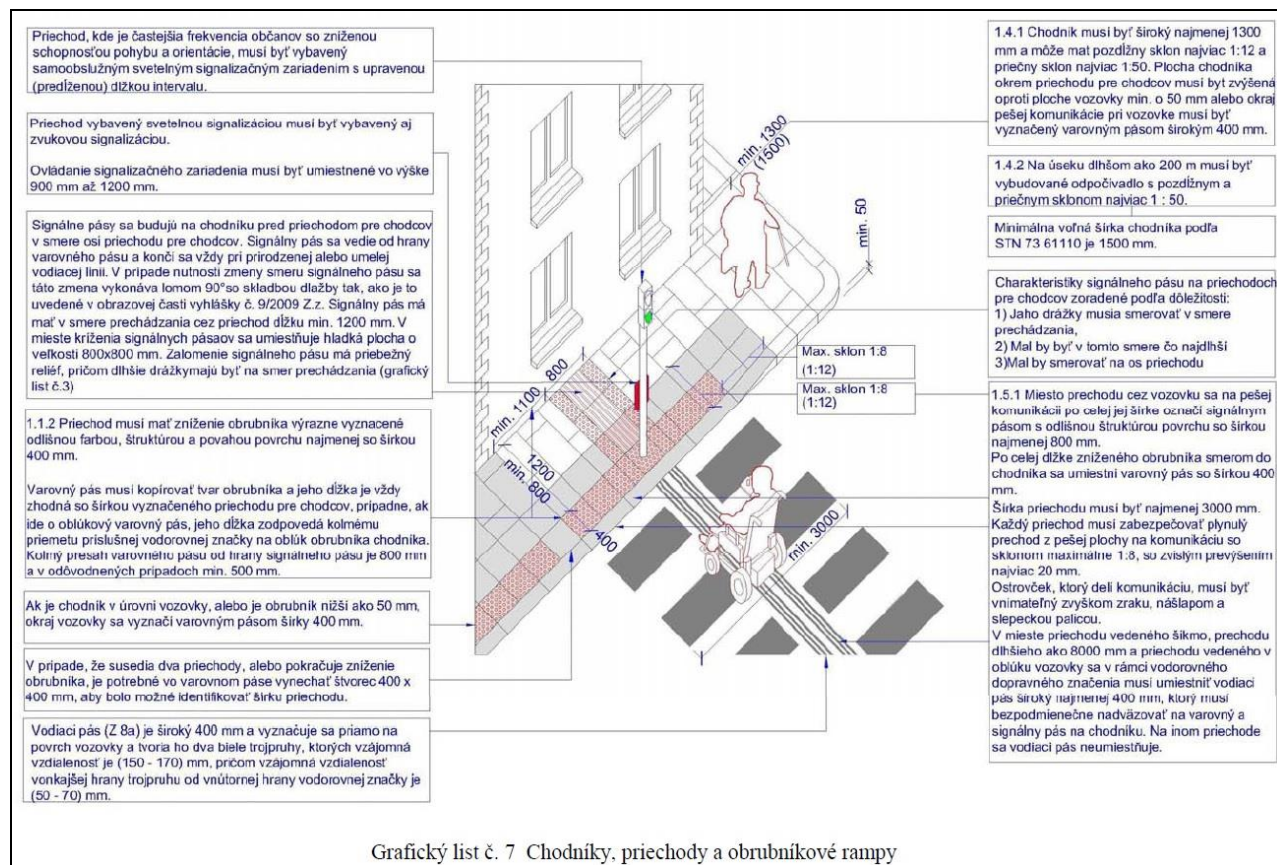 Priechod, kde je častejšia frekvencia občanov so zníženou
schopnosťou pohybu a orientácie, musí byť vybavený
samoobslužným svetelným signalizačným zariadením s upravenou
(predĺženou) dĺžkou intervalu.
Priechod vybavený svetelnou signalizáciou musí byť vybavený aj
zvukovou signalizáciou.
Ovládanie signalizačného zariadenia musí byť umiestnené vo výške
900 mm až 1200 mm.
Signálne pásy sa budujú na chodníku pred priechodom pre chodcov
v smere osi priechodu pre chodcov. Signálny pás sa vedie od hrany
varovného pásu a končí sa vždy pri prirodzenej alebo umelej
vodiacej línii. V prípade nutnosti zmeny smeru signálneho pásu sa
táto zmena vykonáva lomom 90°so skladbou dlažby tak, ako je to
uvedené v obrazovej časti vyhlášky č. 9/2009 Z.z. Signálny pás má
mať v smere prechádzania cez priechod dĺžku min. 1200 mm. V
mieste kríženia signálnych pásaov sa umiestňuje hladká plocha o
veľkosti 800x800 mm. Zalomenie signálneho pásu má priebežný
reliéf, pričom dlhšie drážkymajú byť na smer prechádzania (grafický
list č.3)
1.1.2 Priechod musí mať zníženie obrubníka výrazne vyznacené
odlišnou farbou, štruktúrou a povahou povrchu najmenej so šírkou
400 mm.
Varovný pás musí kopírovať tvar obrubníka a jeho dĺžka je vždy
zhodná so šírkou vyznačeného priechodu pre chodcov, prípadne, ak
ide o oblúkový varovný pás, jeho dĺžka zodpovedá kolmému
priemetu príslušnej vodorovnej značky na oblúk obrubníka chodníka.
Kolmý presah varovného pásu od hrany signálneho pásu je 800 mm
a v odôvodnených prípadoch min. 500 mm.
Ak je chodník v úrovni vozovky, alebo je obrubník nižší ako 50 mm,
okraj vozovky sa vyznačí varovným pásom šírky 400 mm.
V prípade, že susedia dva priechody, alebo pokračuje zníženie
obrubníka, je potrebné vo varovnom páse vynechať štvorec 400 x
400 mm, aby bolo možné identifikovať šírku priechodu.
Vodiaci pás (Z 8a) je široký 400 mm a vyznačuje sa priamo na
povrch vozovky a tvoria ho dva biele trojpruhy, ktorých vzájomná
vzdialenosť je (150 - 170) mm, pričom vzájomná vzdialenosť
vonkajšej hrany trojpruhu od vnútornej hrany vodorovnej značky je
(50 - 70) mm.
min. 1300
(1500)
min. 50
Max. sklon 1:8
(1:12)
Max. sklon 1:8
(1:12)
800
min. 1100
1200
min. 800
400
min. 3000
1.4.1 Chodník musí byť široký najmenej 1300
mm a môže mat pozdĺžny sklon najviac 1:12 a
priečny sklon najviac 1:50. Plocha chodníka
okrem priechodu pre chodcov musí byt zvýšená
oproti ploche vozovky min. o 50 mm alebo okraj
pešej komunikácie pri vozovke musí byť
vyznačený varovným pásom širokým 400 mm.
1.4.2 Na úseku dlhšom ako 200 m musí byť
vybudované odpočívadlo s pozdĺžnym a
priečnym sklonom najviac 1 : 50.
Minimálna voľná šírka chodníka podľa
STN 73 61110 je 1500 mm.
Charakteristiky signálneho pásu na priechodoch
pre chodcov zoradené podľa dôležitosti:
1) Jaho drážky musia smerovať v smere
prechádzania,
2) Mal by byť v tomto smere čo najdlhší
3)Mal by smerovať na os priechodu
1.5.1 Miesto prechodu cez vozovku sa na pešej
komunikácii po celej jej šírke označí signálnym
pásom s odlišnou štruktúrou povrchu so šírkou
najmenej 800 mm.
Po celej dĺžke zníženého obrubníka smerom do
chodníka sa umiestni varovný pás so šírkou 400
mm.
Šírka priechodu musí byť najmenej 3000 mm.
Každý priechod musí zabezpečovať plynulý
prechod z pešej plochy na komunikáciu so
sklonom maximálne 1:8, so zvislým prevýšením
najviac 20 mm.
Ostrovček, ktorý delí komunikáciu, musí byť
vnímateľný zvyškom zraku, nášlapom a
slepeckou palicou.
V mieste priechodu vedeného šikmo, prechodu
dlhšieho ako 8000 mm a priechodu vedeného v
oblúku vozovky sa v rámci vodorovného
dopravného značenia musí umiestniť vodiaci
pás široký najmenej 400 mm, ktorý musí
bezpodmienečne nadväzovať na varovný a
signálny pás na chodníku. Na inom priechode
sa vodiaci pás neumiestňuje.
Grafický list č. 7 Chodníky, priechody a obrubníkové rampy